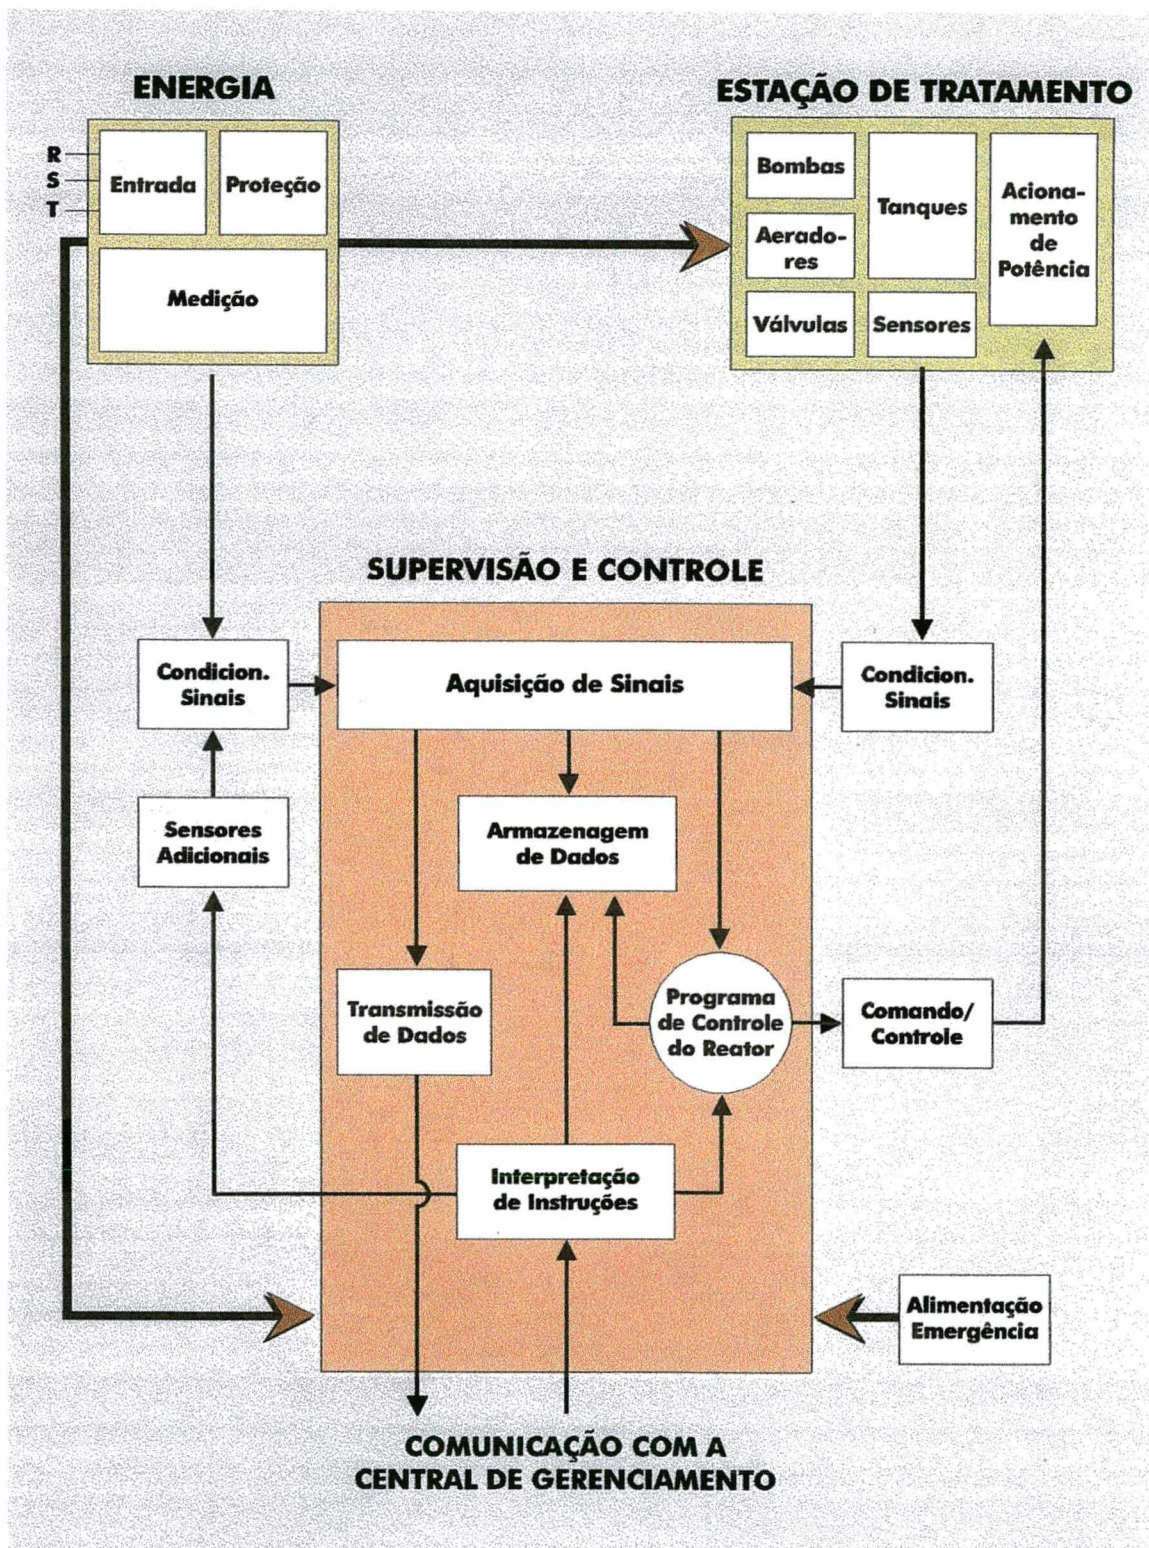 ENERGIA
R
S
T
Entrada
Proteção
Medição
ESTAÇÃO DE TRATAMENTO
Bombas
Aerado-
res
Válvulas
Tanques
Sensores
Aciona-
mento
de
Potência
SUPERVISÃO E CONTROLE
Condicion.
Sinais
Aquisição de Sinais
Condicion.
Sinais
Sensores
Adicionais
Armazenagem
de Dados
Transmissão
de Dados
Programa
de Controle
do Reator
Comando/
Controle
Interpretação
de Instruções
Alimentação
Emergência
COMUNICAÇÃO COM A
CENTRAL DE GERENCIAMENTO